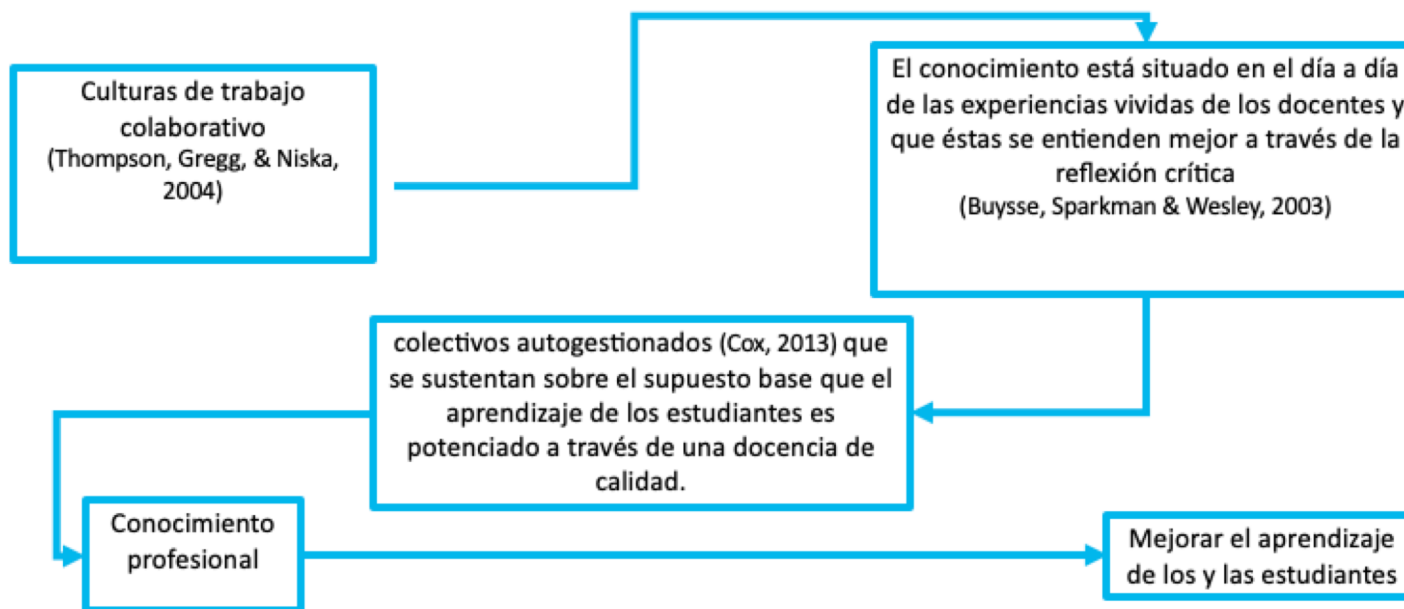 Culturas de trabajo
colaborativo
(Thompson, Gregg, & Niska,
2004)
El conocimiento está situado en el día a día
de las experiencias vividas de los docentes y
que éstas se entienden mejor a través de la
reflexión crítica
(Buysse, Sparkman & Wesley, 2003)
colectivos autogestionados (Cox, 2013) que
se sustentan sobre el supuesto base que el
aprendizaje de los estudiantes es
potenciado a través de una docencia de
calidad.
Conocimiento
profesional
Mejorar el aprendizaje
de los y las estudiantes